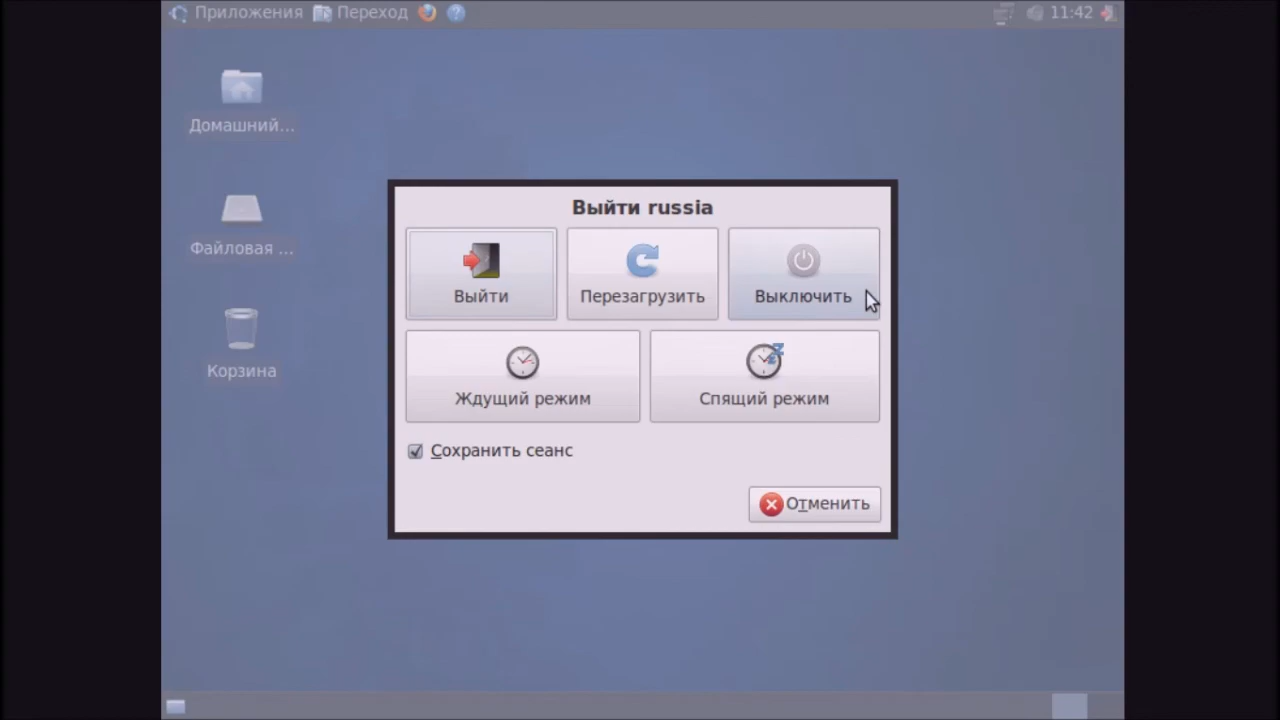 Приложения Переход 11:42
Домашний...
Файловая ...
Корзина
Выйти russia
Выйти Перезагрузить Выключить
Ждущий режим Спящий режим
Сохранить сеанс
Отменить